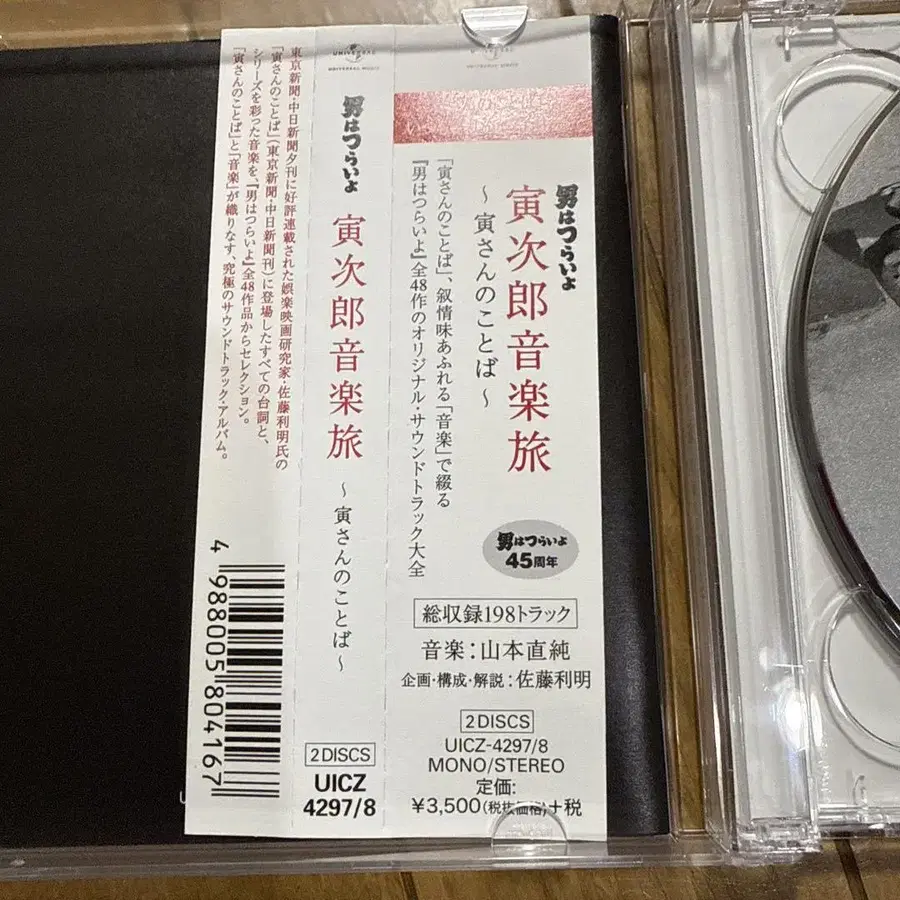 UNIVERSAL
UNIVERSAL MUSIC
男はつらいよ
寅次郎音楽旅
～寅さんのことば～
「寅さんのことば」、叙情味あふれる「音楽」で綴る
『男はつらいよ』全48作のオリジナル・サウンドトラック大全
男はつらいよ
45周年
総収録198トラック
音楽：山本直純
企画・構成・解説：佐藤利明
2DISCS
UICZ-4297/8
MONO/STEREO
定価：
¥3,500(税抜価格)+税
UNIVERSAL
UNIVERSAL MUSIC
男はつらいよ
寅次郎音楽旅
～寅さんのことば～
2DISCS
UICZ
4297/8
東京新聞・中日新聞夕刊に好評連載された娯楽映画研究家・佐藤利明氏の
「寅さんのことば」（東京新聞・中日新聞刊）に登場したすべての台詞と、
シリーズを彩った音楽を、『男はつらいよ』全48作品からセレクション。
「寅さんのことば」と「音楽」が織りなす、究極のサウンドトラック・アルバム。
4 988005 804167